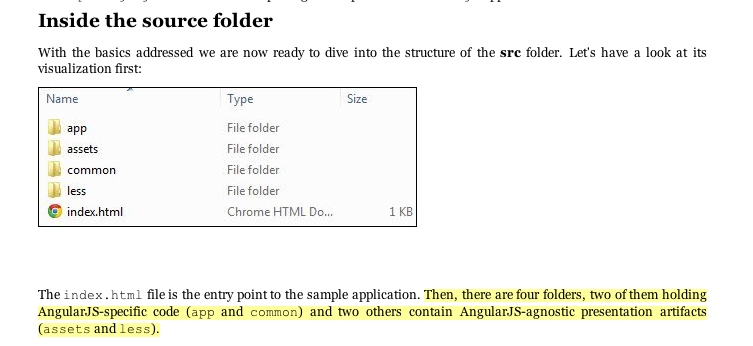 Inside the source folder
With the basics addressed we are now ready to dive into the structure of the src folder. Let's have a look at its
visualization first:
Name Type Size
app File folder
assets File folder
common File folder
less File folder
index.html Chrome HTML Do... 1 KB
The index.html file is the entry point to the sample application. Then, there are four folders, two of them holding
AngularJS-specific code (app and common) and two others contain AngularJS-agnostic presentation artifacts
(assets and less).